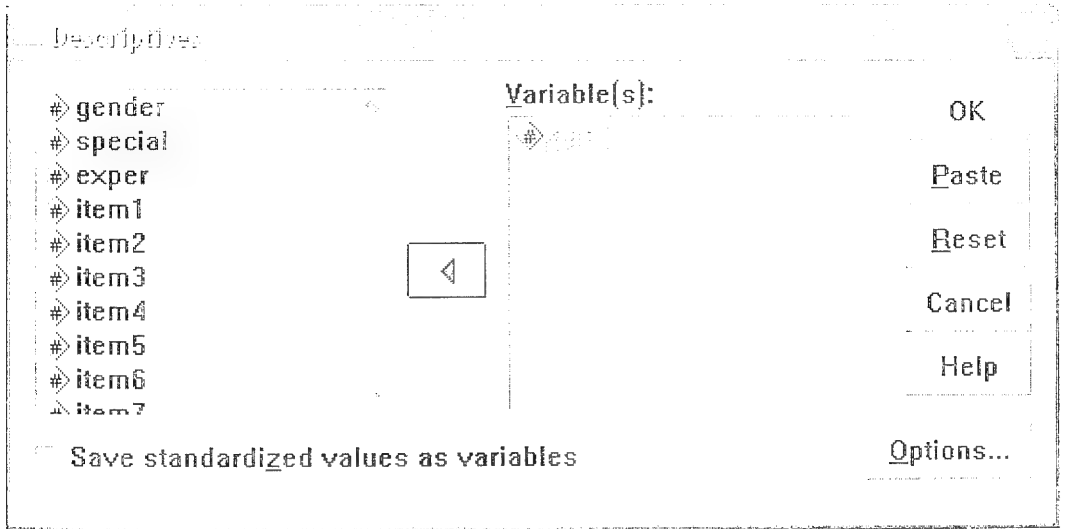 Descriptives
# gender
# special
# exper
# item1
# item2
# item3
# item4
# item5
# item6
# item7
Variable(s):
#
OK
Paste
Reset
Cancel
Help
Save standardized values as variables
Options...